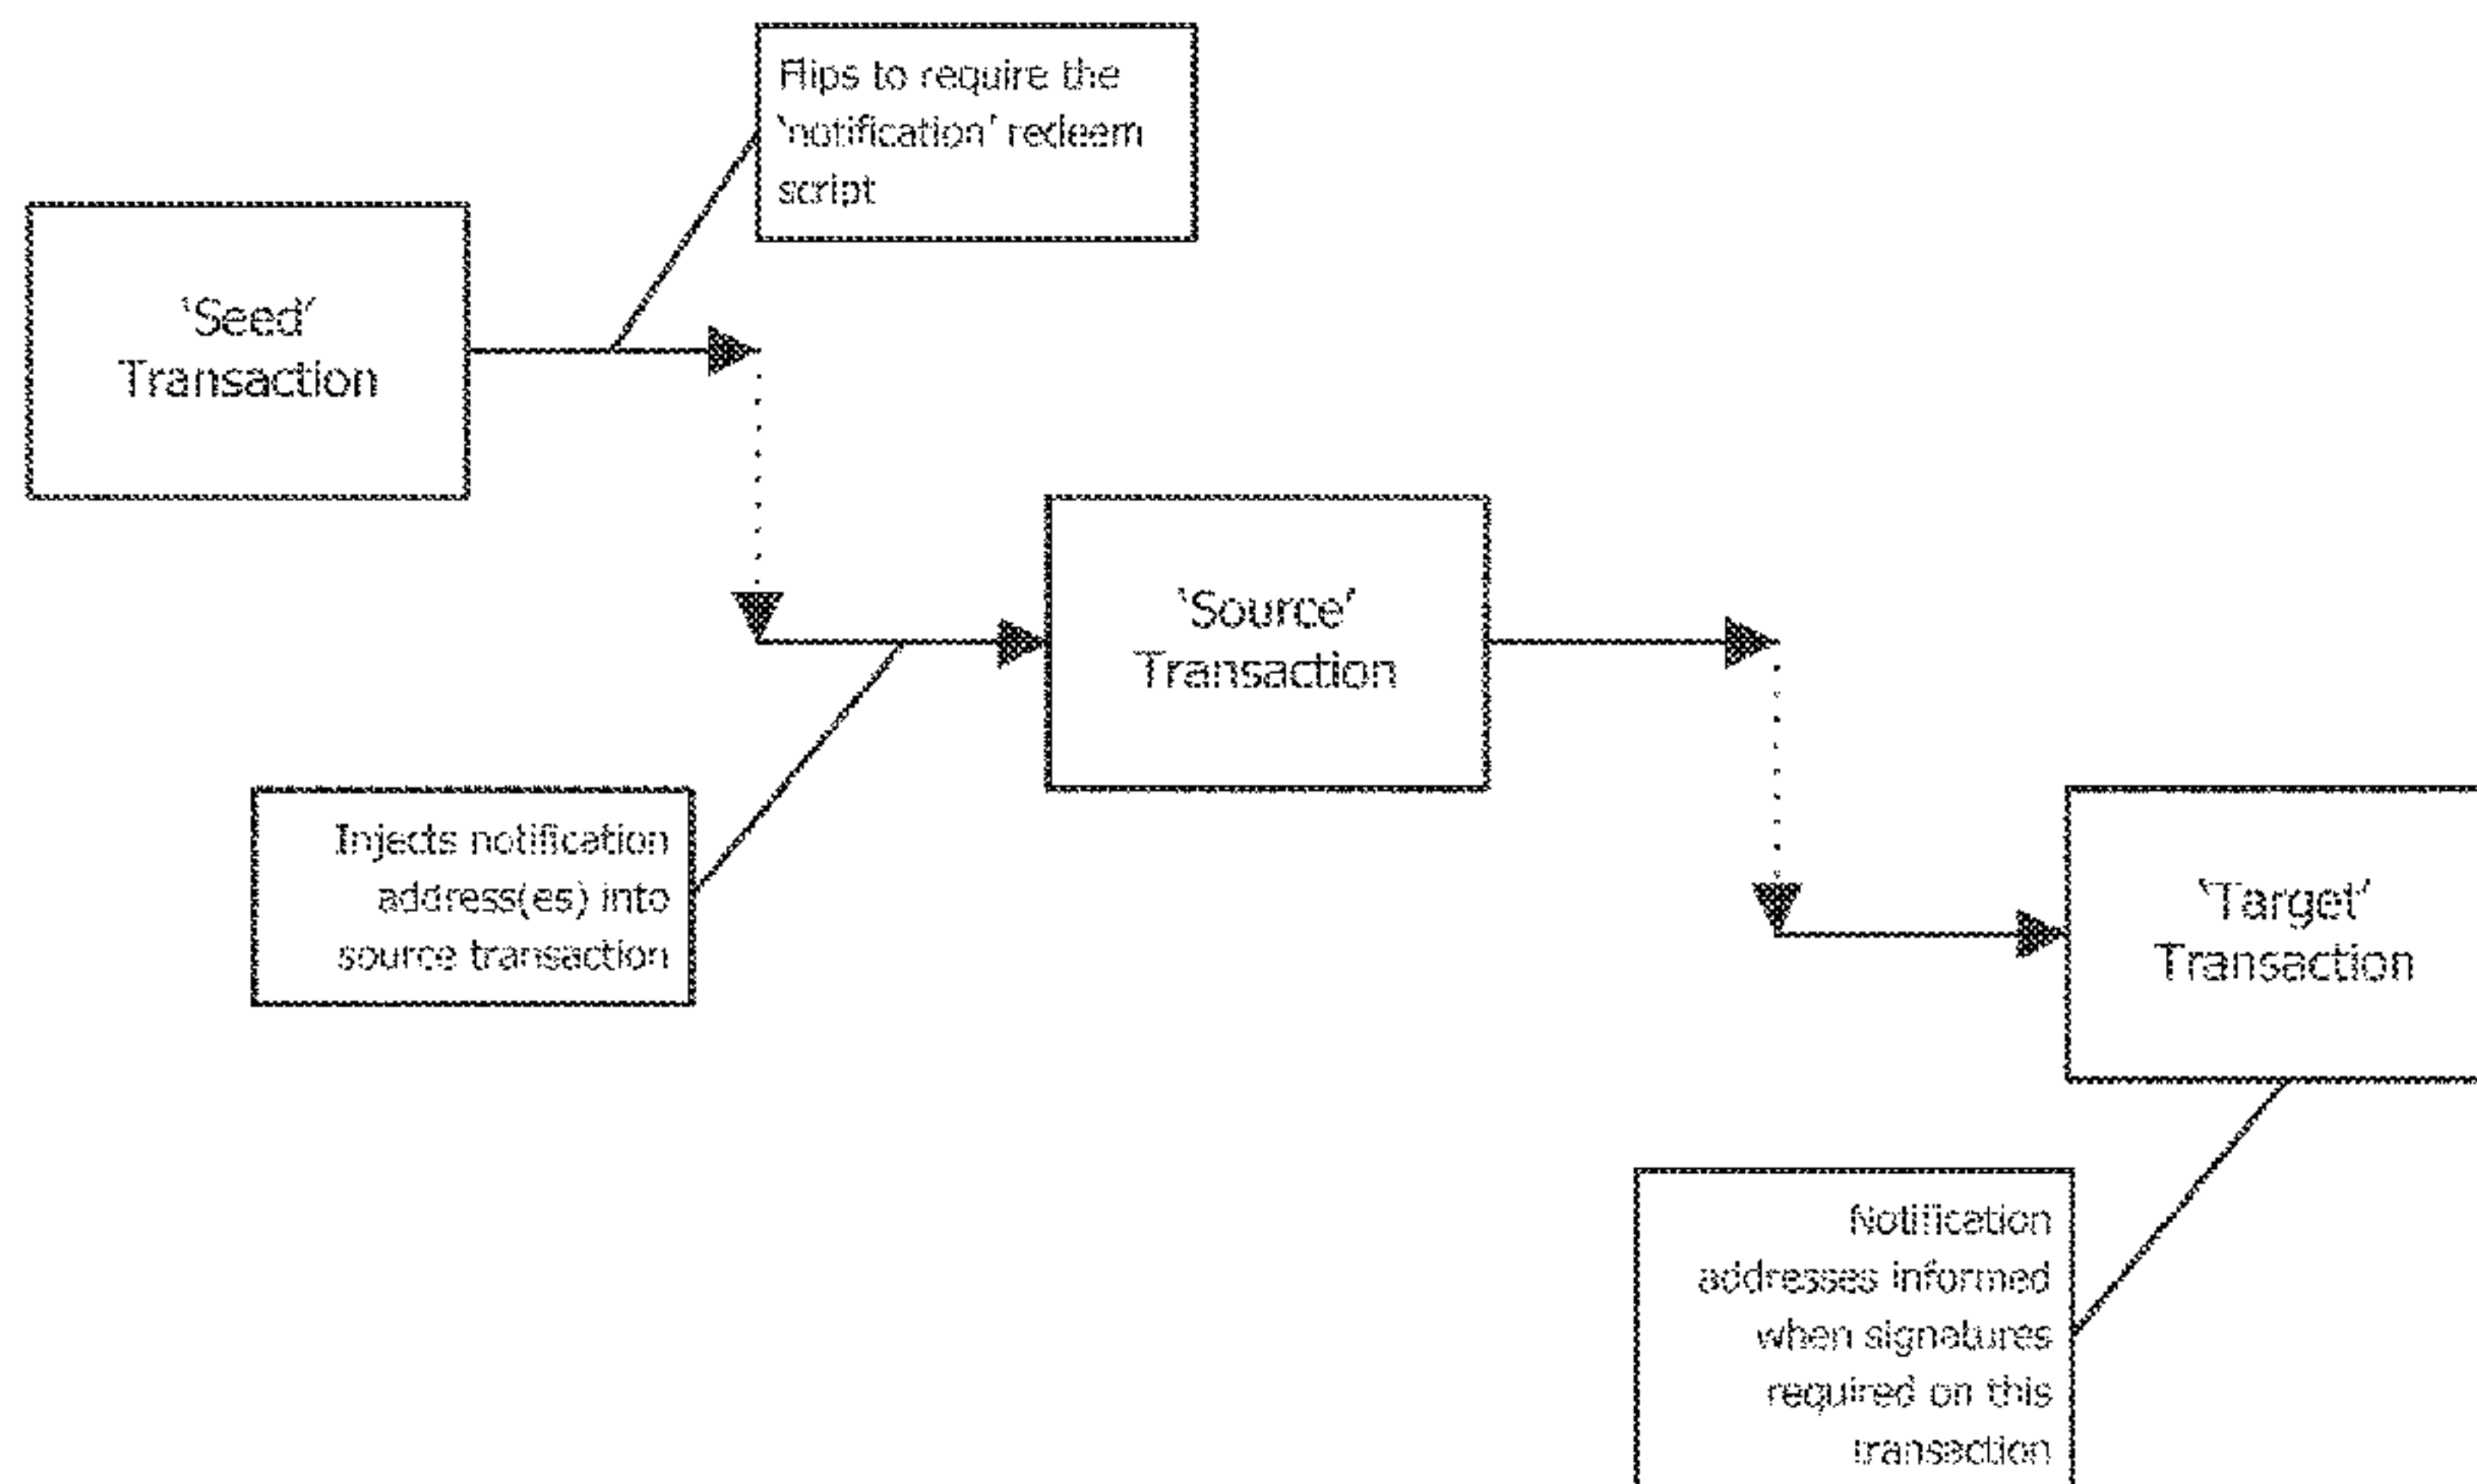 Flips to require the
'notification' redeem
script
'Seed'
Transaction
'Source'
Transaction
Injects notification
address(es) into
source transaction
'Target'
Transaction
Notification
addresses informed
when signatures
required on this
transaction